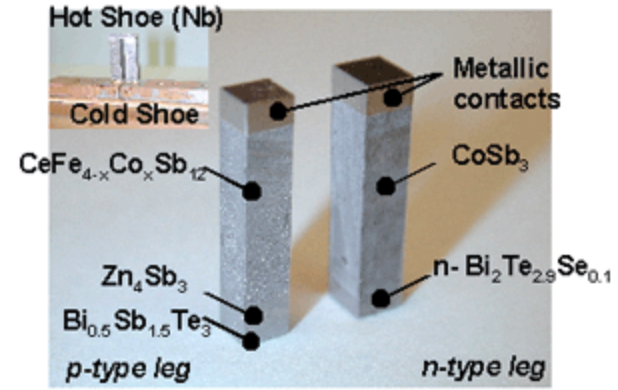 Hot Shoe (Nb)
Cold Shoe
Metallic
contacts
CeFe₄₋ₓCoₓSb₁₂
CoSb₃
Zn₄Sb₃
n- Bi₂Te₂.₉Se₀.₁
Bi₀.₅Sb₁.₅Te₃
p-type leg
n-type leg